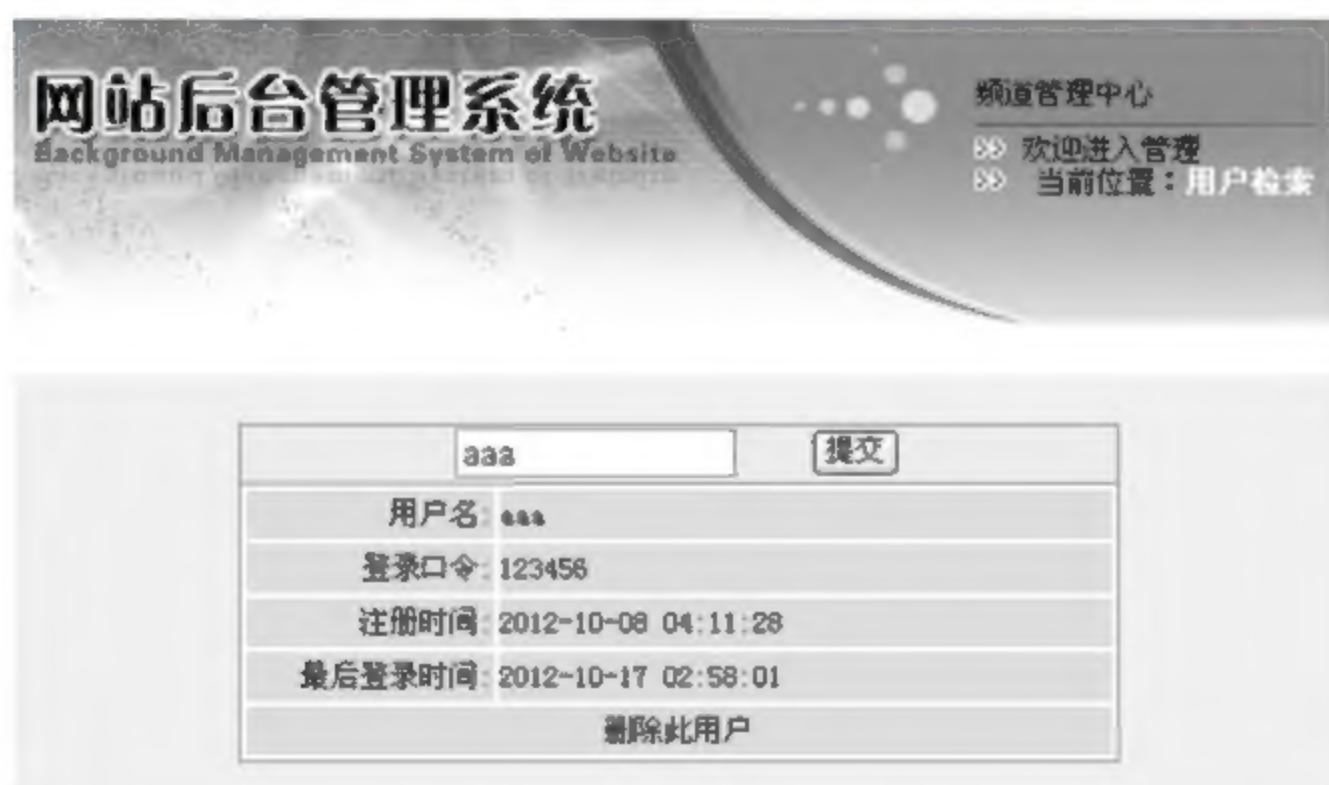 网站后台管理系统
Background Management System of Website
频道管理中心
欢迎进入管理
当前位置：用户检索
aaa 提交
用户名: aaa
登录口令: 123456
注册时间: 2012-10-08 04:11:28
最后登录时间: 2012-10-17 02:58:01
删除此用户